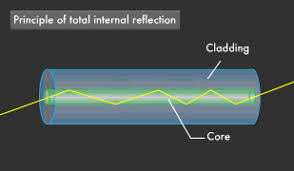 Principle of total internal reflection
Cladding
Core